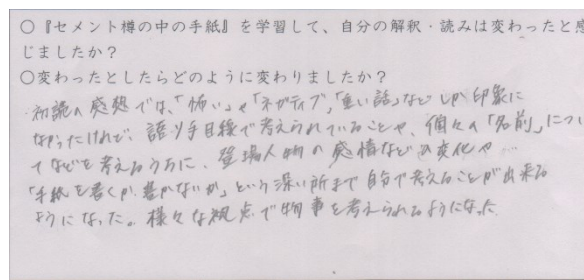 ○『セメント樽の中の手紙』を学習して、自分の解釈・読みは変わったと感
じましたか?
○変わったとしたらどのように変わりましたか?
初読の感想では、「怖い」や「ネガティブ」「重い話」など しか印象に
なかったけれど、語り手目線で考えられていることや、個々の「名前」につい
てなどを考えるうちに、登場人物の感情などの変化や
「手紙を書くか、書かないか」という深い所まで自分で考えることが出来る
ようになった。様々な視点で物事を考えられるようになった